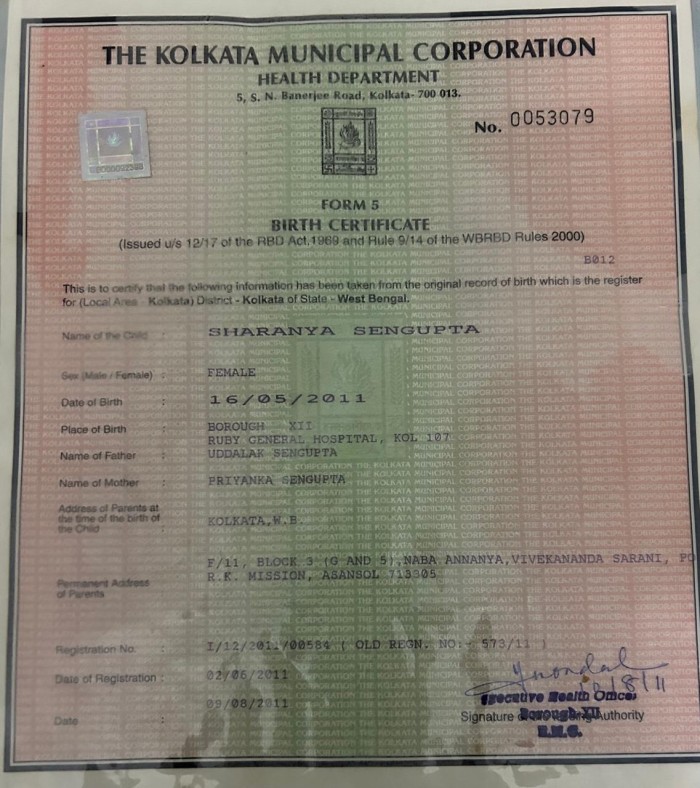 THE KOLKATA MUNICIPAL CORPORATION
HEALTH DEPARTMENT
5, S. N. Banerjee Road, Kolkata- 700 013.
No. 0053079
FORM 5
BIRTH CERTIFICATE
(Issued u/s 12/17 of the RBD Act,1969 and Rule 9/14 of the WBRBD Rules 2000)
B012
This is to certify that the following information has been taken from the original record of birth which is the register
for (Local Area - Kolkata) District - Kolkata of State - West Bengal.
Name of the Child : SHARANYA SENGUPTA
Sex (Male / Female) : FEMALE
Date of Birth : 16/05/2011
Place of Birth : BOROUGH XII
RUBY GENERAL HOSPITAL, KOL 107
Name of Father : UDDALAK SENGUPTA
Name of Mother : PRIYANKA SENGUPTA
Address of Parents at
the time of the birth of
the Child : KOLKATA,W.B.
F/11, BLOCK 3 (G AND 5),NABA ANNANYA,VIVEKANANDA SARANI, PO
R.K. MISSION, ASANSOL 713305
Permanent Address
of Parents :
Registration No. : I/12/2011/00584 ( OLD REGN. NO:- 573/11 )
Date of Registration : 02/06/2011
Date : 09/08/2011
Executive Health Officer
Borough-XII
Signature of Authority
K.M.C.